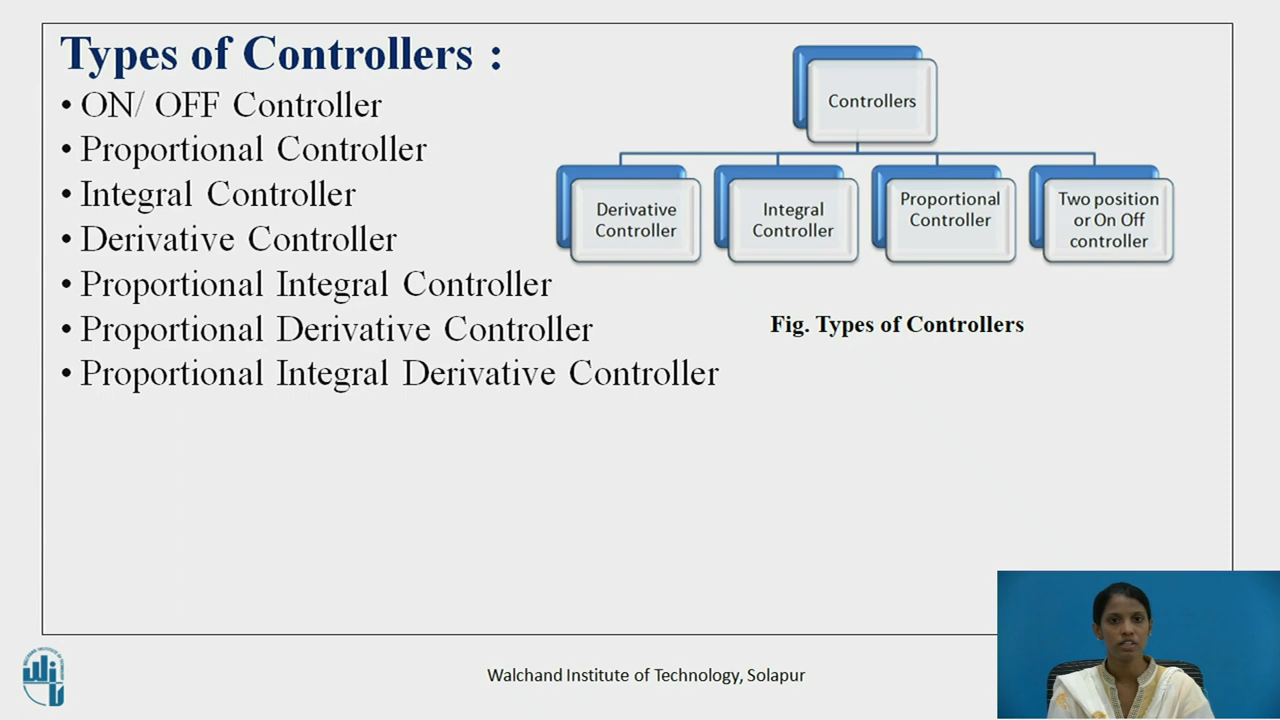 Types of Controllers :
• ON/ OFF Controller
• Proportional Controller
• Integral Controller
• Derivative Controller
• Proportional Integral Controller
• Proportional Derivative Controller
• Proportional Integral Derivative Controller
Controllers
Derivative
Controller
Integral
Controller
Proportional
Controller
Two position
or On Off
controller
Fig. Types of Controllers
Walchand Institute of Technology, Solapur